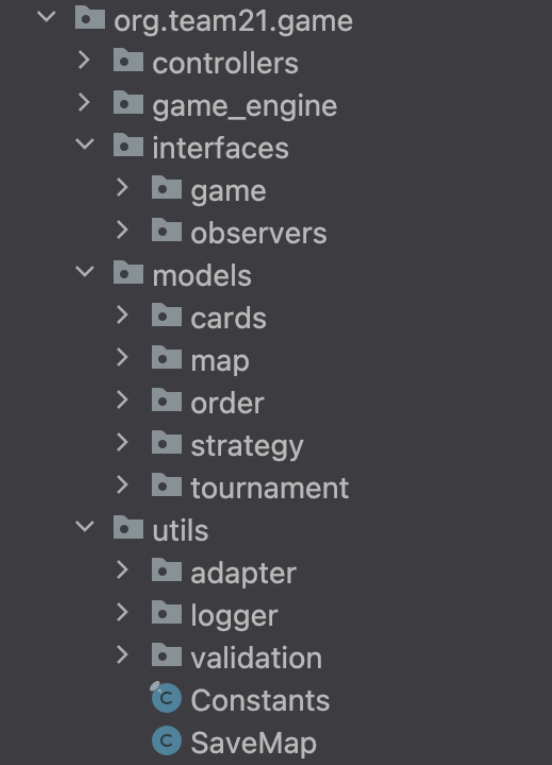 org.team21.game
controllers
game_engine
interfaces
game
observers
models
cards
map
order
strategy
tournament
utils
adapter
logger
validation
C Constants
C SaveMap